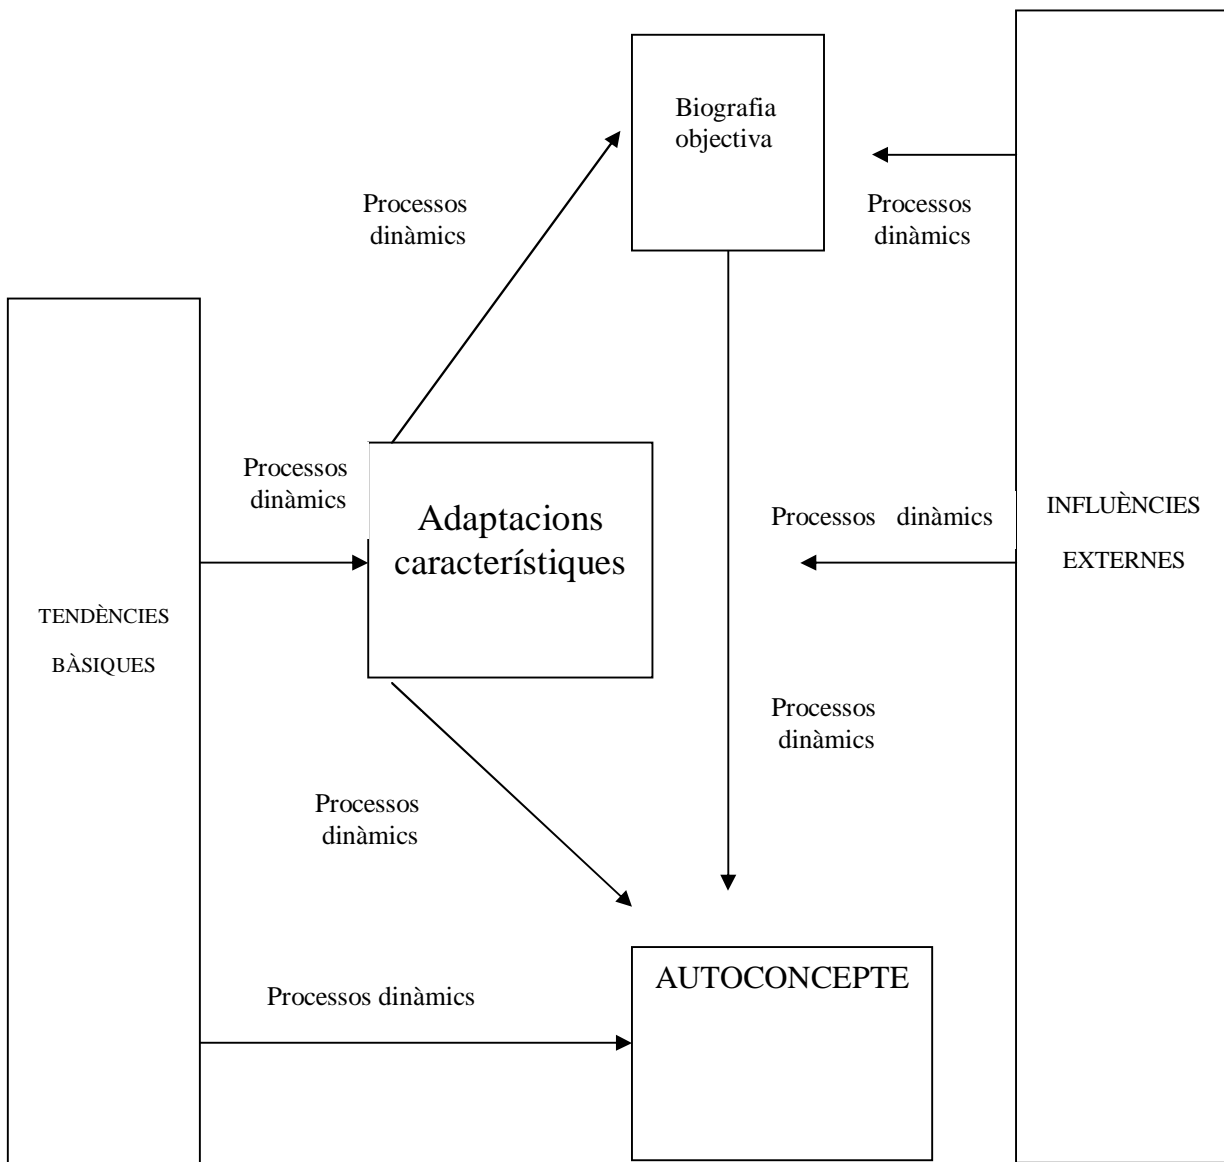 Biografia
objectiva
Processos
dinàmics
Processos
dinàmics
Processos
dinàmics
Adaptacions
característiques
Processos dinàmics
INFLUÈNCIES
EXTERNES
TENDÈNCIES
BÀSIQUES
Processos
dinàmics
Processos
dinàmics
AUTOCONCEPTE
Processos dinàmics